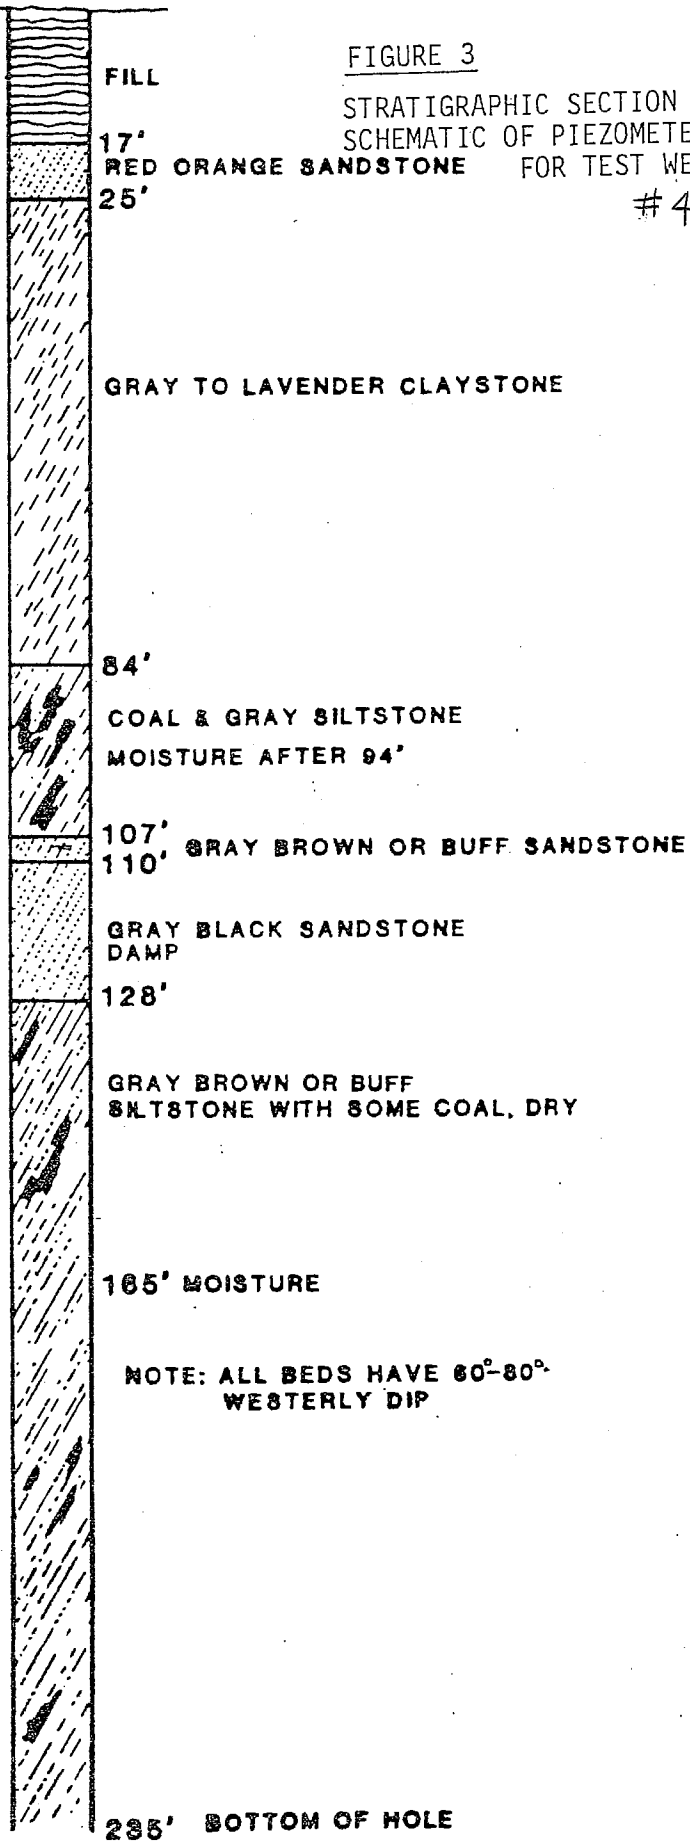 FIGURE 3
STRATIGRAPHIC SECTION
SCHEMATIC OF PIEZOMETE
FOR TEST WE
#4
FILL
17'
RED ORANGE SANDSTONE
25'
GRAY TO LAVENDER CLAYSTONE
84'
COAL & GRAY SILTSTONE
MOISTURE AFTER 94'
107'
GRAY BROWN OR BUFF SANDSTONE
110'
GRAY BLACK SANDSTONE
DAMP
128'
GRAY BROWN OR BUFF
SILTSTONE WITH SOME COAL, DRY
165' MOISTURE
NOTE: ALL BEDS HAVE 60°-80°
WESTERLY DIP
235' BOTTOM OF HOLE